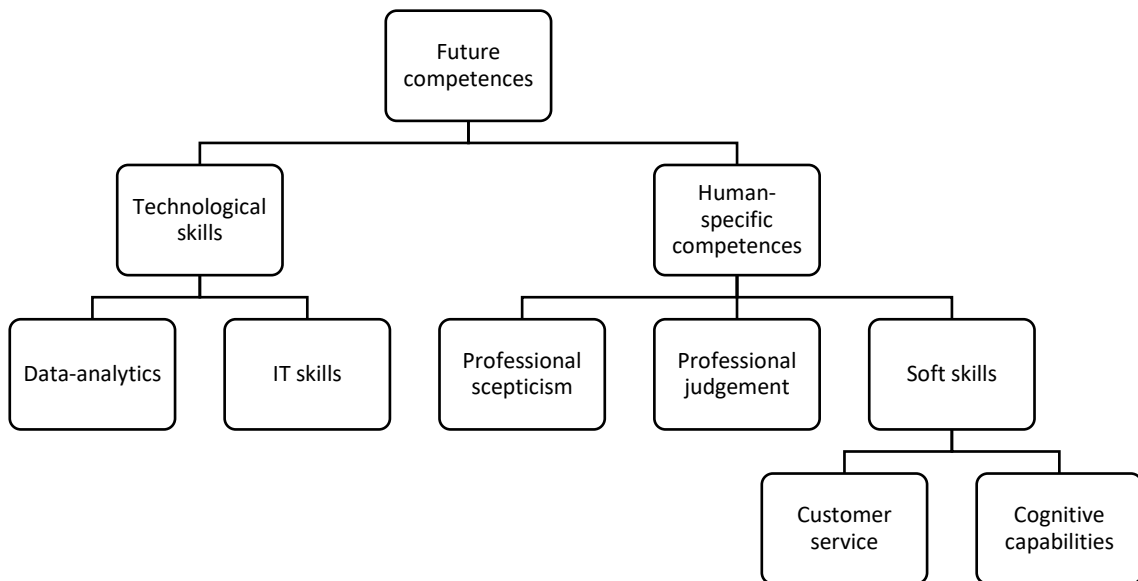 Future
competences
Technological
skills
Human-
specific
competences
Data-analytics
IT skills
Professional
scepticism
Professional
judgement
Soft skills
Customer
service
Cognitive
capabilities